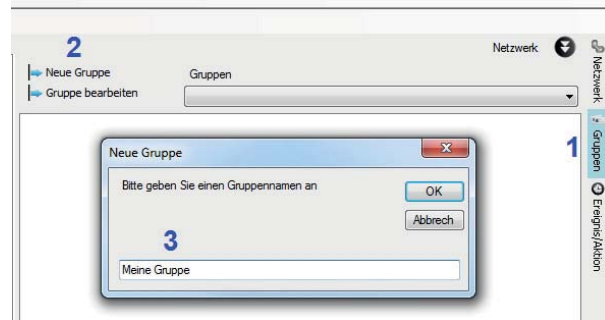 2
Netzwerk
Neue Gruppe
Gruppen
Gruppe bearbeiten
Netzwerk
Gruppen
Ereignis/Aktion
1
Neue Gruppe
Bitte geben Sie einen Gruppennamen an
OK
Abbrech
3
Meine Gruppe